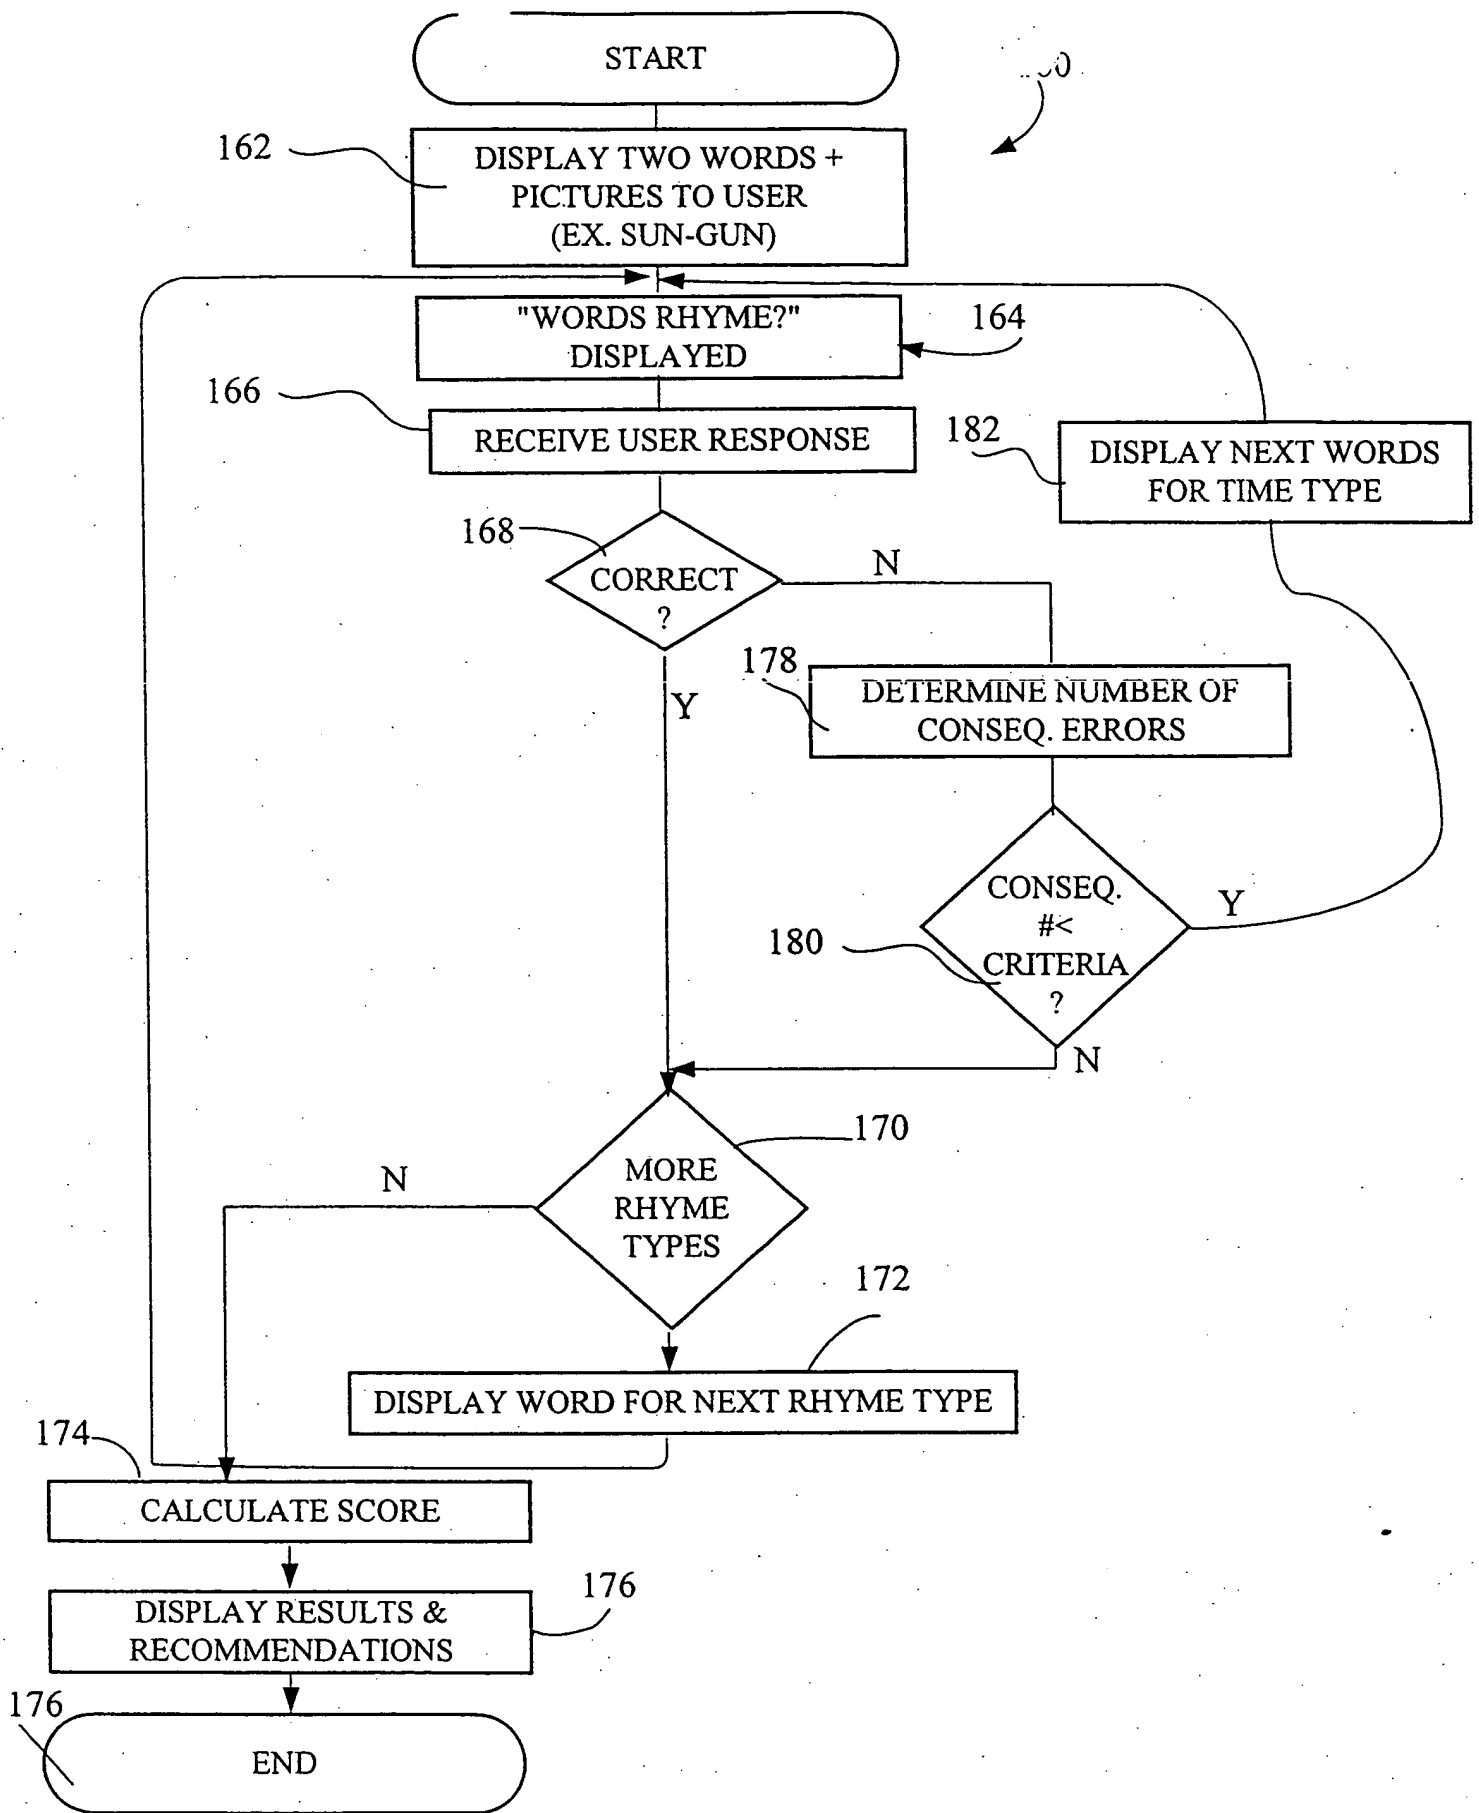 START
162
DISPLAY TWO WORDS +
PICTURES TO USER
(EX. SUN-GUN)
"WORDS RHYME?"
DISPLAYED
164
166
RECEIVE USER RESPONSE
182
DISPLAY NEXT WORDS
FOR TIME TYPE
168
CORRECT
?
N
Y
178
DETERMINE NUMBER OF
CONSEQ. ERRORS
CONSEQ.
#<
CRITERIA
?
180
Y
N
170
MORE
RHYME
TYPES
N
172
DISPLAY WORD FOR NEXT RHYME TYPE
174
CALCULATE SCORE
176
DISPLAY RESULTS &
RECOMMENDATIONS
176
END